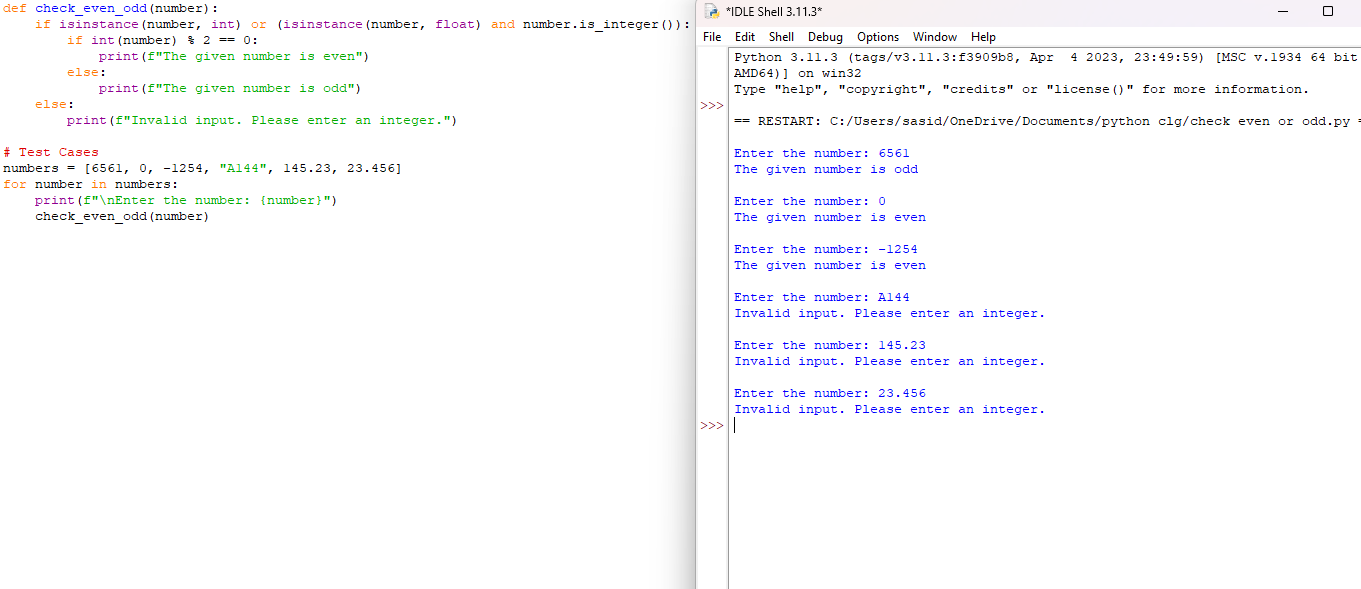 def check_even_odd(number):
    if isinstance(number, int) or (isinstance(number, float) and number.is_integer()):
        if int(number) % 2 == 0:
            print(f"The given number is even")
        else:
            print(f"The given number is odd")
    else:
        print(f"Invalid input. Please enter an integer.")

# Test Cases
numbers = [6561, 0, -1254, "A144", 145.23, 23.456]
for number in numbers:
    print(f"\nEnter the number: {number}")
    check_even_odd(number)
*IDLE Shell 3.11.3*
File Edit Shell Debug Options Window Help
Python 3.11.3 (tags/v3.11.3:f3909b8, Apr  4 2023, 23:49:59) [MSC v.1934 64 bit
AMD64)] on win32
Type "help", "copyright", "credits" or "license()" for more information.
>>>
== RESTART: C:/Users/sasid/OneDrive/Documents/python clg/check even or odd.py =

Enter the number: 6561
The given number is odd

Enter the number: 0
The given number is even

Enter the number: -1254
The given number is even

Enter the number: A144
Invalid input. Please enter an integer.

Enter the number: 145.23
Invalid input. Please enter an integer.

Enter the number: 23.456
Invalid input. Please enter an integer.
>>>